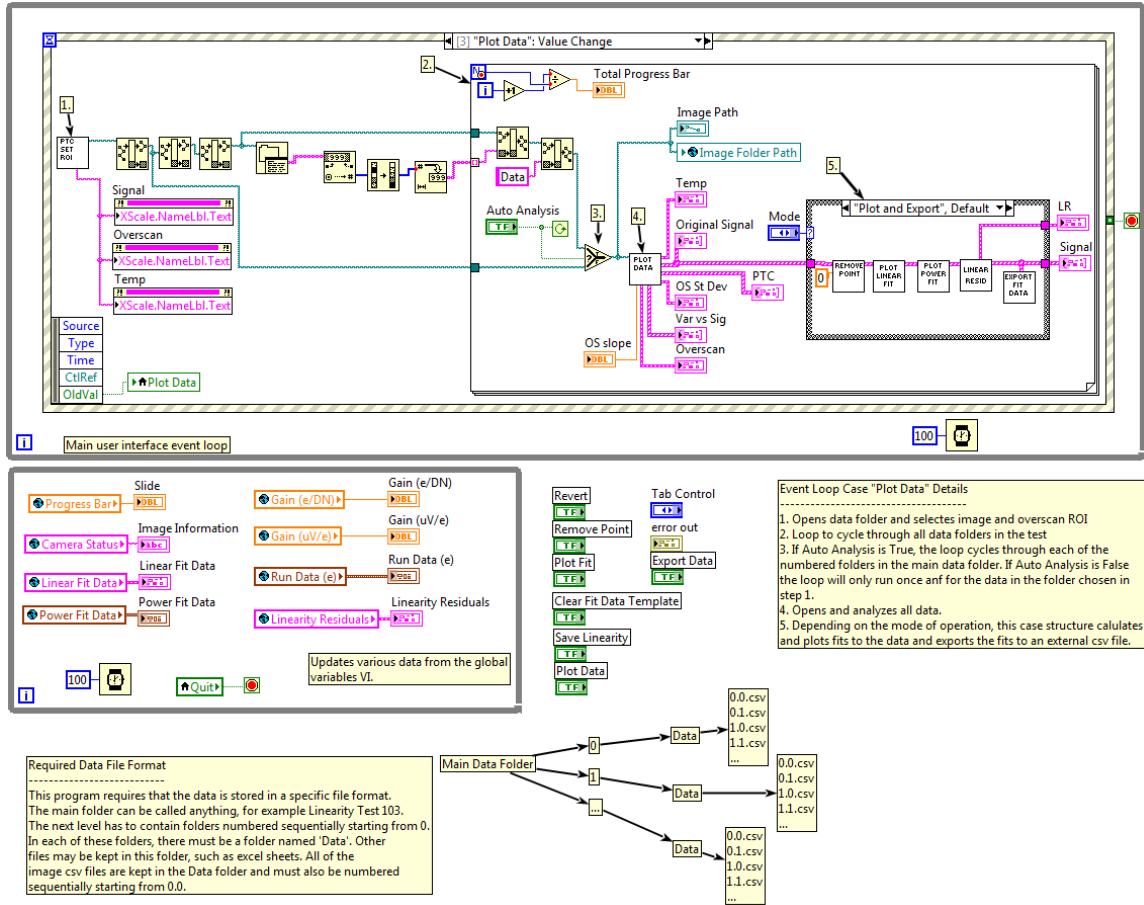 [3] "Plot Data": Value Change
1.
PTC
SET
ROI
Signal
XScale.NameLbl.Text
Overscan
XScale.NameLbl.Text
Temp
XScale.NameLbl.Text
Source
Type
Time
CtlRef
OldVal
Plot Data
2.
N
i
+1
Total Progress Bar
DBL
999
999
Data
Auto Analysis
TF
3.
4.
PLOT
DATA
OS slope
DBL
Image Path
Image Folder Path
Temp
Original Signal
PTC
OS St Dev
Var vs Sig
Overscan
5.
"Plot and Export", Default
Mode
0
REMOVE
POINT
PLOT
LINEAR
FIT
PLOT
POWER
FIT
LINEAR
RESID
EXPORT
FIT
DATA
LR
Signal
i
Main user interface event loop
100
Slide
Progress Bar
DBL
Image Information
Camera Status
abc
Linear Fit Data
Linear Fit Data
Power Fit Data
Power Fit Data
Gain (e/DN)
Gain (e/DN)
DBL
Gain (uV/e)
Gain (uV/e)
DBL
Run Data (e)
Run Data (e)
Linearity Residuals
Linearity Residuals
Updates various data from the global
variables VI.
100
Quit
i
Revert
TF
Remove Point
TF
Plot Fit
TF
Clear Fit Data Template
TF
Save Linearity
TF
Plot Data
TF
Tab Control
error out
Export Data
TF
Event Loop Case "Plot Data" Details
-------------------------------------
1. Opens data folder and selectes image and overscan ROI
2. Loop to cycle through all data folders in the test
3. If Auto Analysis is True, the loop cycles through each of the
numbered folders in the main data folder. If Auto Analysis is False
the loop will only run once anf for the data in the folder chosen in
step 1.
4. Opens and analyzes all data.
5. Depending on the mode of operation, this case structure calulates
and plots fits to the data and exports the fits to an external csv file.
Required Data File Format
---------------------------
This program requires that the data is stored in a specific file format.
The main folder can be called anything, for example Linearity Test 103.
The next level has to contain folders numbered sequentially starting from 0.
In each of these folders, there must be a folder named 'Data'. Other
files may be kept in this folder, such as excel sheets. All of the
image csv files are kept in the Data folder and must also be numbered
sequentially starting from 0.0.
Main Data Folder
0
Data
0.0.csv
0.1.csv
1.0.csv
1.1.csv
...
1
Data
0.0.csv
0.1.csv
1.0.csv
1.1.csv
...
...
Data
0.0.csv
0.1.csv
1.0.csv
1.1.csv
...